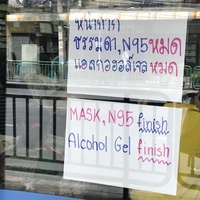 หน้ากาก
ธรรมดา,N95หมด
แอลกอฮอล์เจลหมด
MASK, N95 finish
Alcohol Gel finish